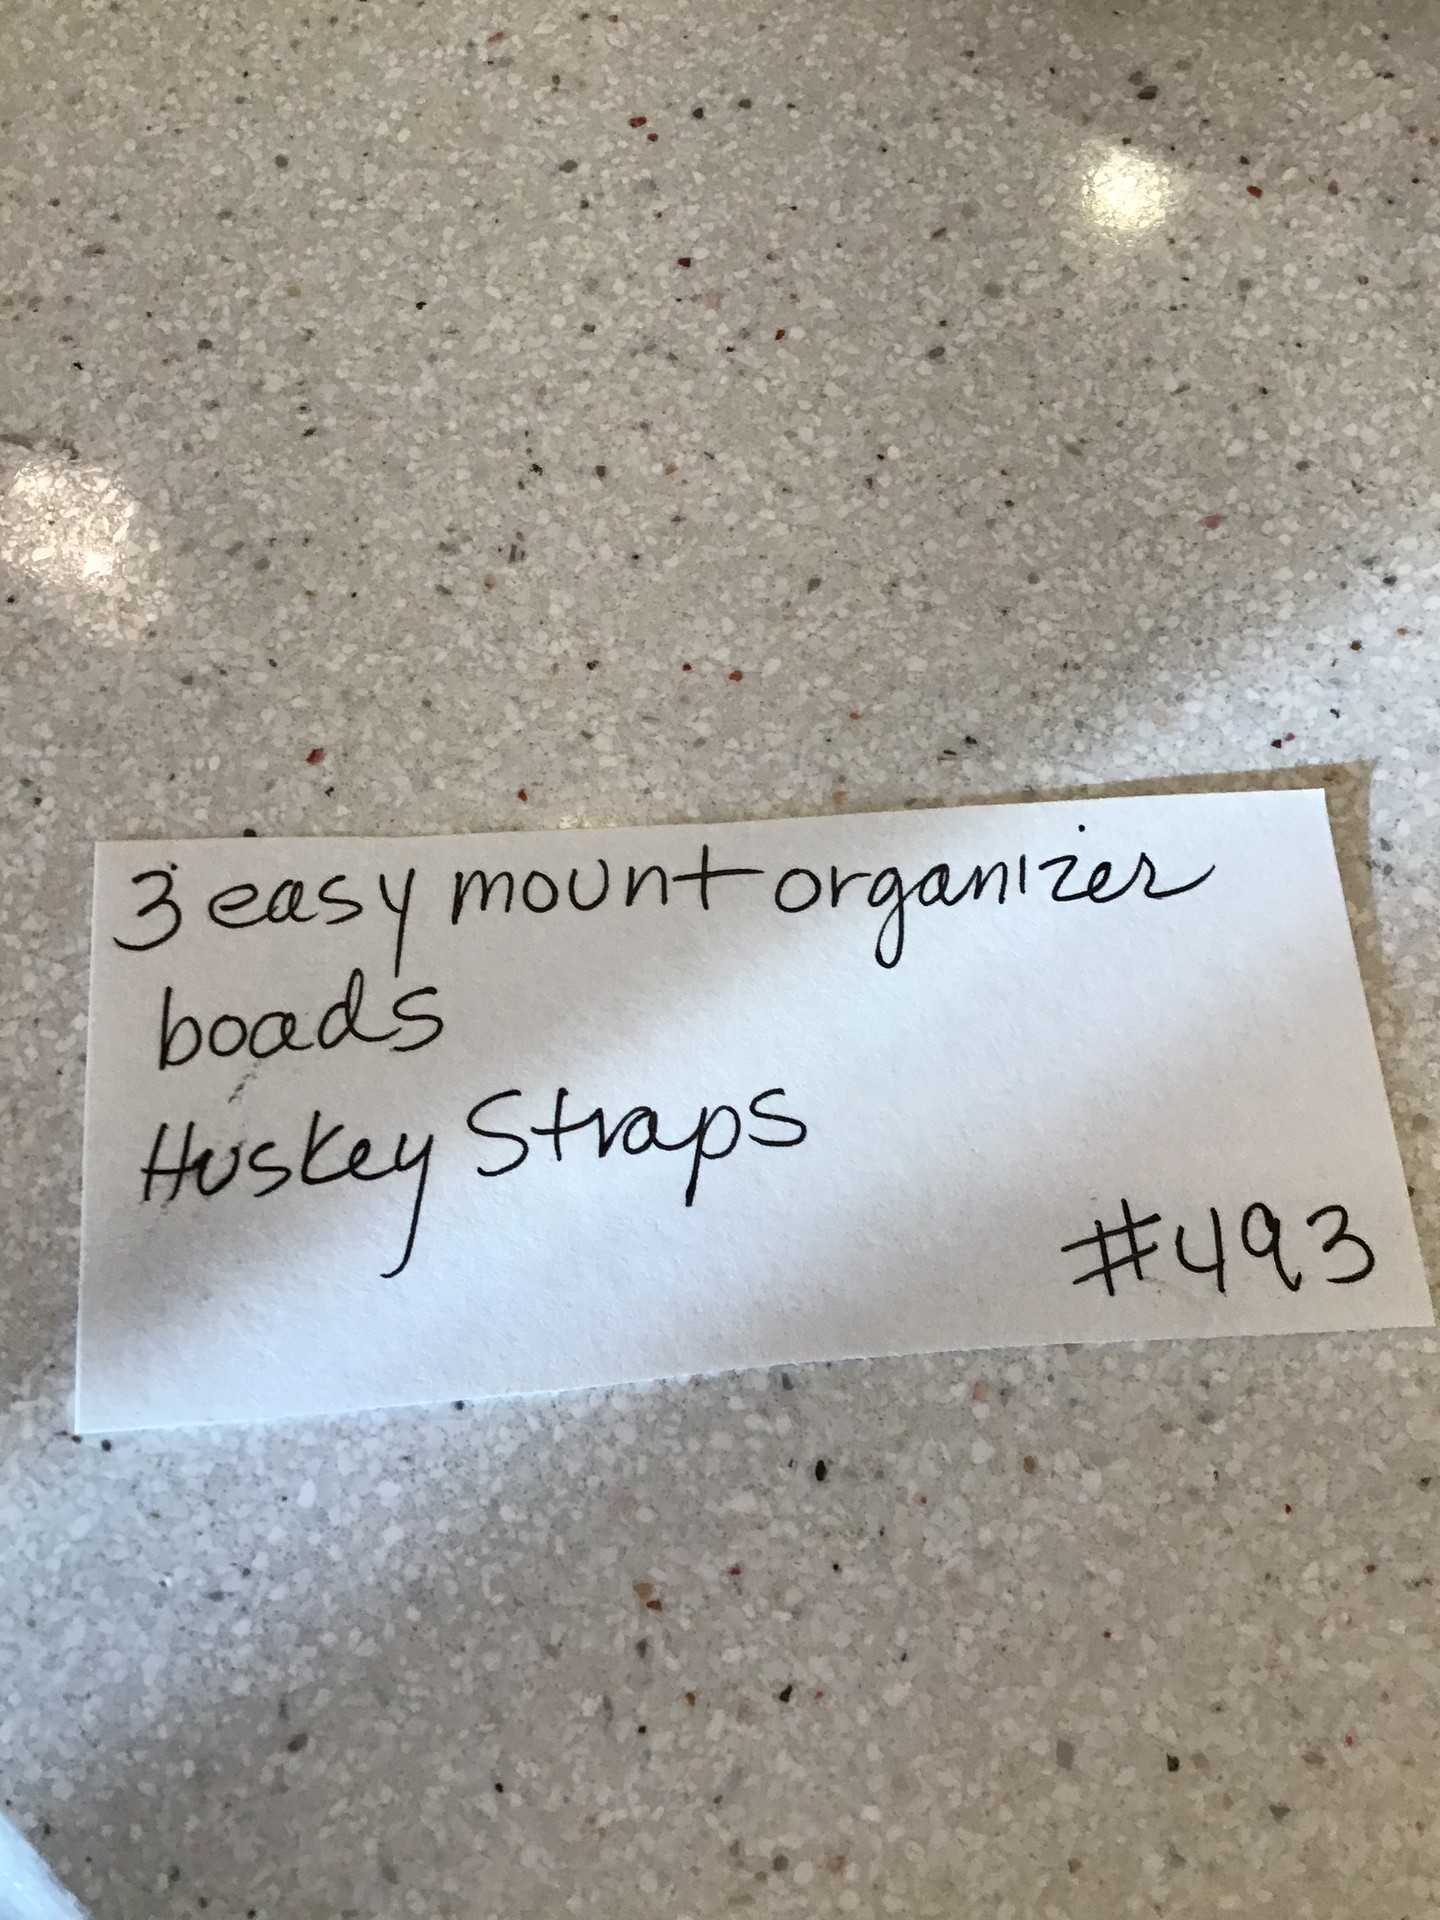 3 easy mount organizer
boads
Huskey Straps
#493